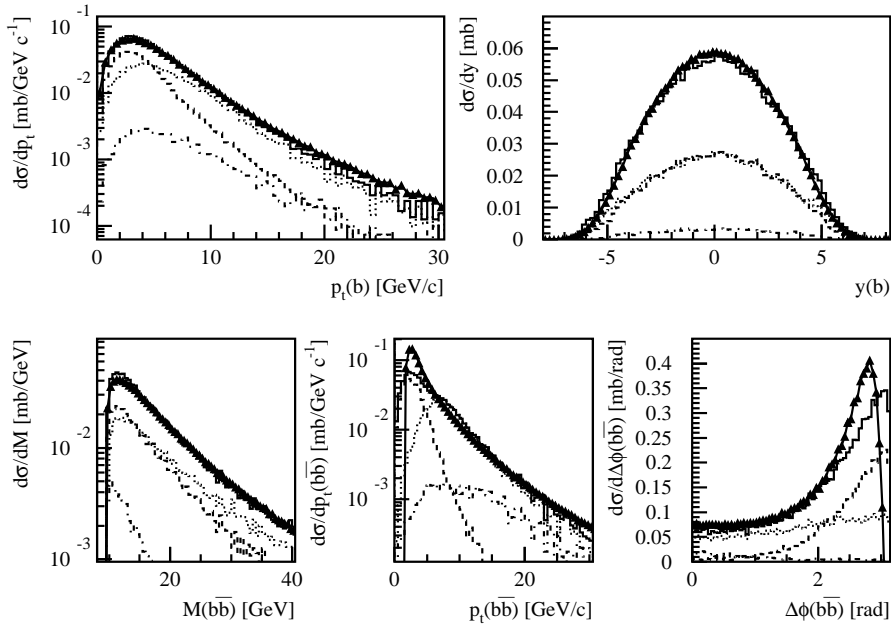 dσ/dp_t [mb/GeV c⁻¹]
10⁻¹
10⁻²
10⁻³
10⁻⁴
0 10 20 30
p_t(b) [GeV/c]
dσ/dy [mb]
0.06
0.05
0.04
0.03
0.02
0.01
0
-5 0 5
y(b)
dσ/dM [mb/GeV]
10⁻²
10⁻³
20 40
M(bb̅) [GeV]
dσ/dp_t(bb̅) [mb/GeV c⁻¹]
10⁻¹
10⁻²
10⁻³
0 10 20 30
p_t(bb̅) [GeV/c]
dσ/dΔϕ(bb̅) [mb/rad]
0.4
0.35
0.3
0.25
0.2
0.15
0.1
0.05
0
0 2
Δϕ(bb̅) [rad]